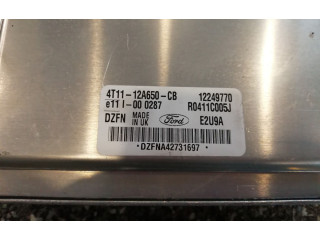 4T11-12A650-CB 12249770
e11 I-00 0287 R0411C005J
DZFN MADE IN UK Ford E2U9A
*DZFNA42731697*